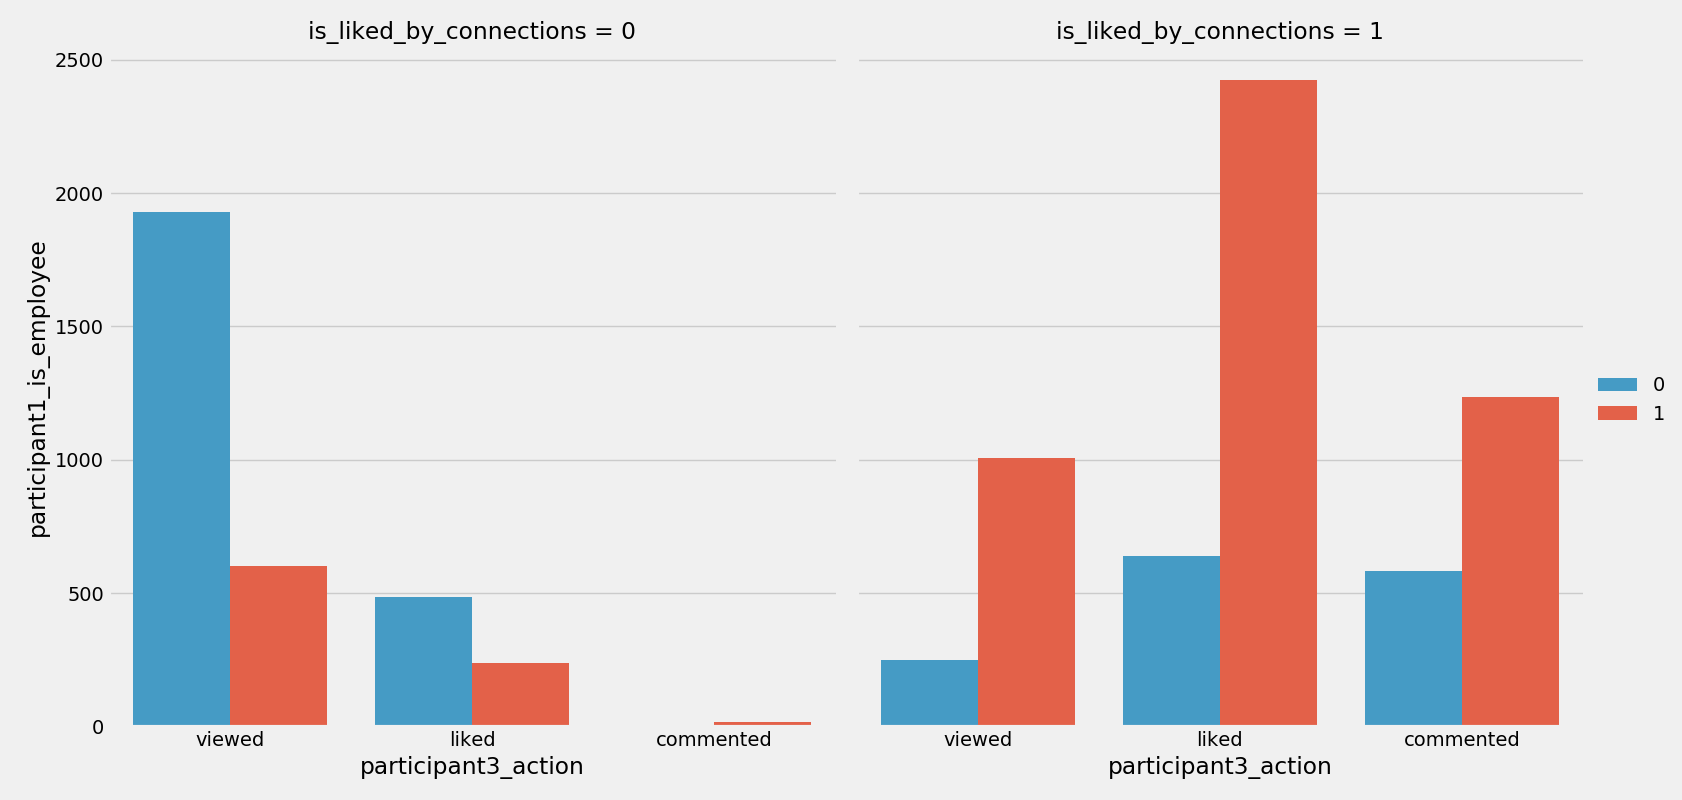 is_liked_by_connections = 0
is_liked_by_connections = 1
participant1_is_employee
2500
2000
1500
1000
500
0
viewed
liked
commented
viewed
liked
commented
participant3_action
participant3_action
0
1